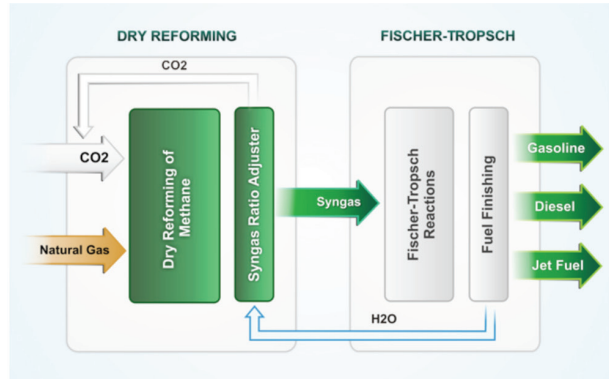 DRY REFORMING
FISCHER-TROPSCH
CO2
CO2
Natural Gas
Dry Reforming of
Methane
Syngas Ratio Adjuster
Syngas
Fischer-Tropsch
Reactions
Fuel Finishing
Gasoline
Diesel
Jet Fuel
H2O